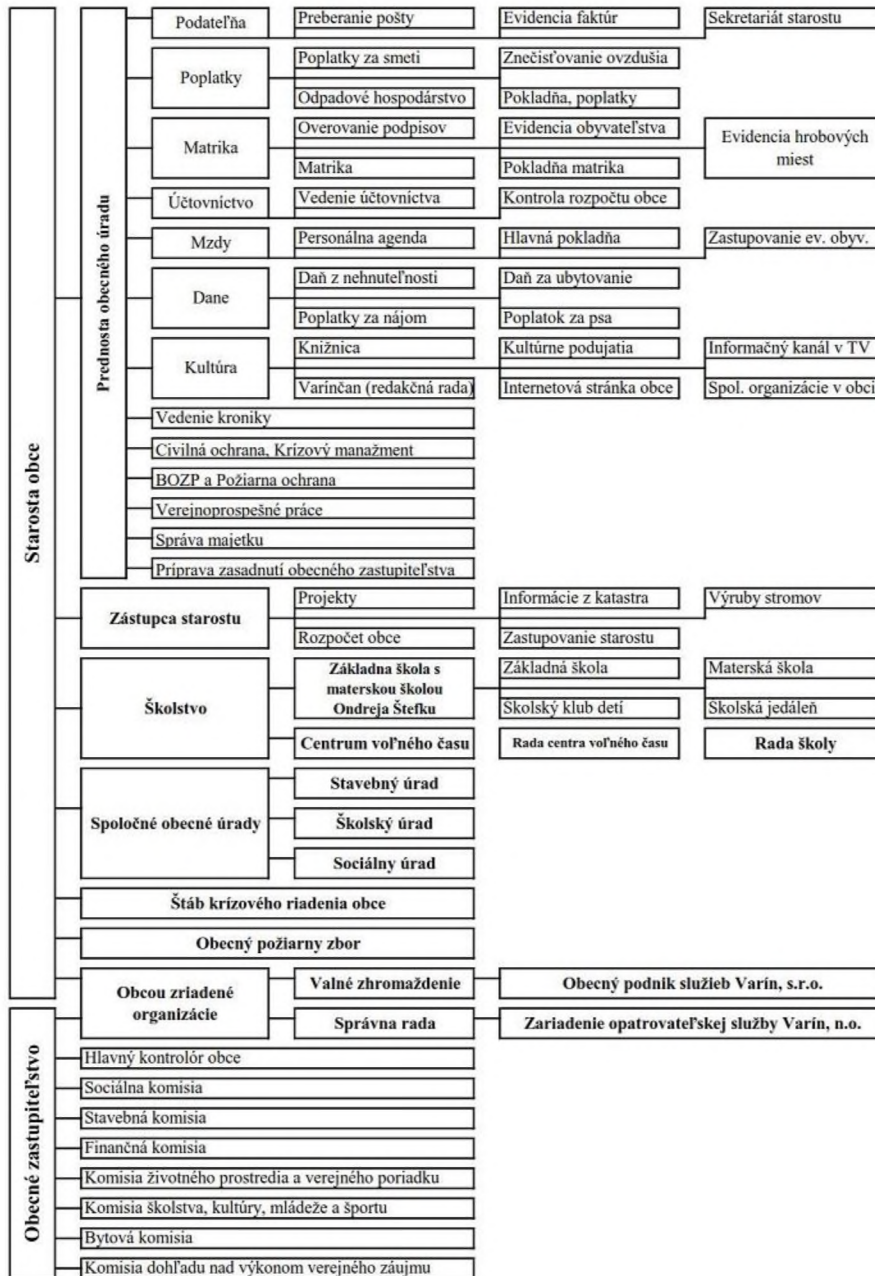 Starosta obce
Prednosta obecného úradu
Podateľňa
Preberanie pošty
Evidencia faktúr
Sekretariát starostu
Poplatky
Poplatky za smeti
Znečisťovanie ovzdušia
Odpadové hospodárstvo
Pokladňa, poplatky
Matrika
Overovanie podpisov
Evidencia obyvateľstva
Evidencia hrobových
miest
Matrika
Pokladňa matrika
Účtovníctvo
Vedenie účtovníctva
Kontrola rozpočtu obce
Mzdy
Personálna agenda
Hlavná pokladňa
Zastupovanie ev. obyv.
Dane
Daň z nehnuteľnosti
Daň za ubytovanie
Poplatky za nájom
Poplatok za psa
Kultúra
Knižnica
Kultúrne podujatia
Informačný kanál v TV
Varínčan (redakčná rada)
Internetová stránka obce
Spol. organizácie v obci
Vedenie kroniky
Civilná ochrana, Krízový manažment
BOZP a Požiarna ochrana
Verejnoprospešné práce
Správa majetku
Príprava zasadnutí obecného zastupiteľstva
Zástupca starostu
Projekty
Informácie z katastra
Výruby stromov
Rozpočet obce
Zastupovanie starostu
Školstvo
Základna škola s
materskou školou
Ondreja Štefku
Základná škola
Materská škola
Školský klub detí
Školská jedáleň
Centrum voľného času
Rada centra voľného času
Rada školy
Spoločné obecné úrady
Stavebný úrad
Školský úrad
Sociálny úrad
Štáb krízového riadenia obce
Obecný požiarny zbor
Obcou zriadené
organizácie
Valné zhromaždenie
Obecný podnik služieb Varín, s.r.o.
Správna rada
Zariadenie opatrovateľskej služby Varín, n.o.
Obecné zastupiteľstvo
Hlavný kontrolór obce
Sociálna komisia
Stavebná komisia
Finančná komisia
Komisia životného prostredia a verejného poriadku
Komisia školstva, kultúry, mládeže a športu
Bytová komisia
Komisia dohľadu nad výkonom verejného záujmu